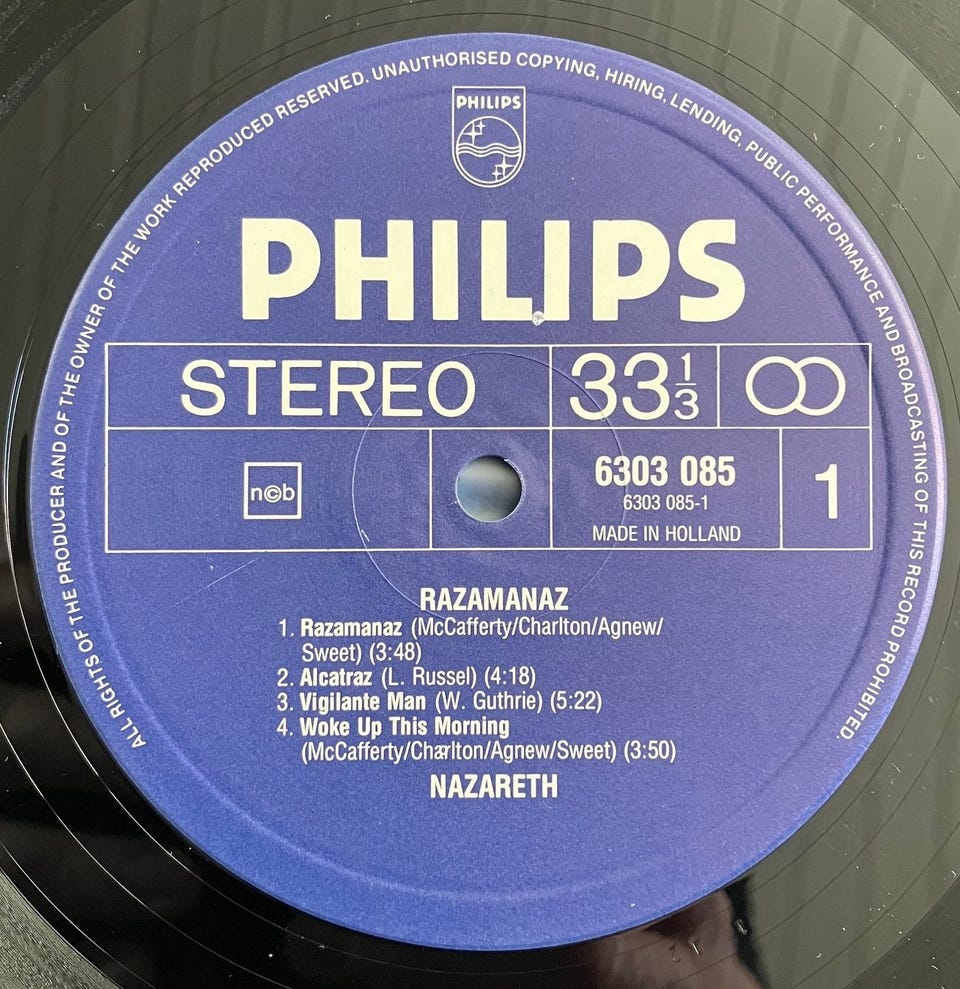 ALL RIGHTS OF THE PRODUCER AND OF THE OWNER OF THE WORK REPRODUCED RESERVED. UNAUTHORISED COPYING, HIRING, LENDING, PUBLIC PERFORMANCE AND BROADCASTING OF THIS RECORD PROHIBITED.
PHILIPS
PHILIPS
STEREO 33 1/3
n©b 6303 085 1
6303 085-1
MADE IN HOLLAND
RAZAMANAZ
1. Razamanaz (McCafferty/Charlton/Agnew/
Sweet) (3:48)
2. Alcatraz (L. Russel) (4:18)
3. Vigilante Man (W. Guthrie) (5:22)
4. Woke Up This Morning
(McCafferty/Charlton/Agnew/Sweet) (3:50)
NAZARETH